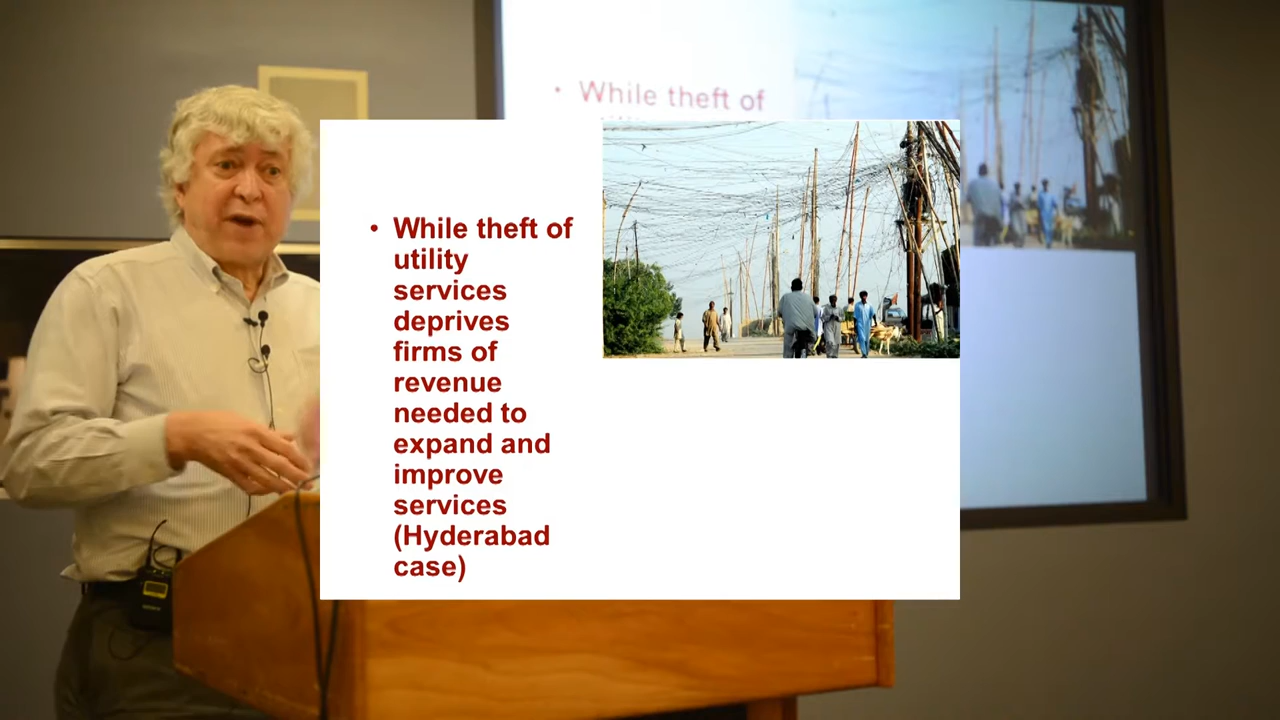 • While theft of
• While theft of
utility
services
deprives
firms of
revenue
needed to
expand and
improve
services
(Hyderabad
case)